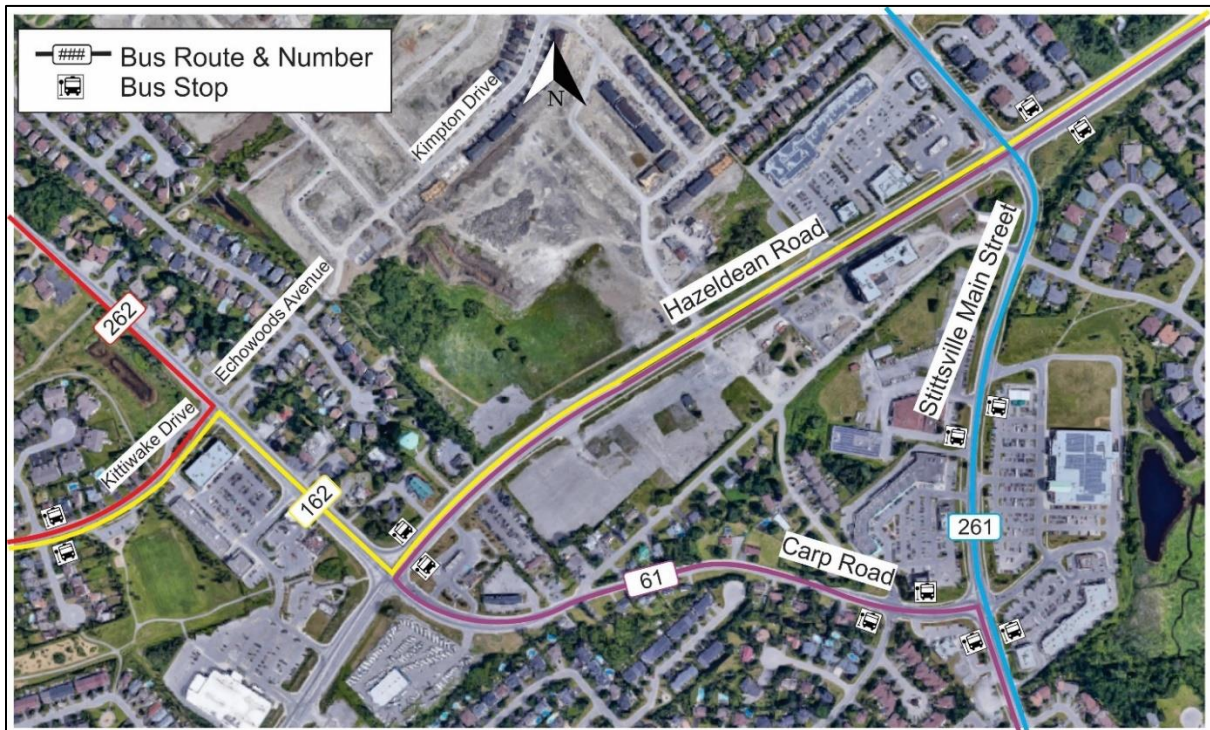 ### Bus Route & Number
Bus Stop
N
Kimpton Drive
Hazeldean Road
Stittsville Main Street
262
Echowoods Avenue
Kittiwake Drive
162
261
Carp Road
61